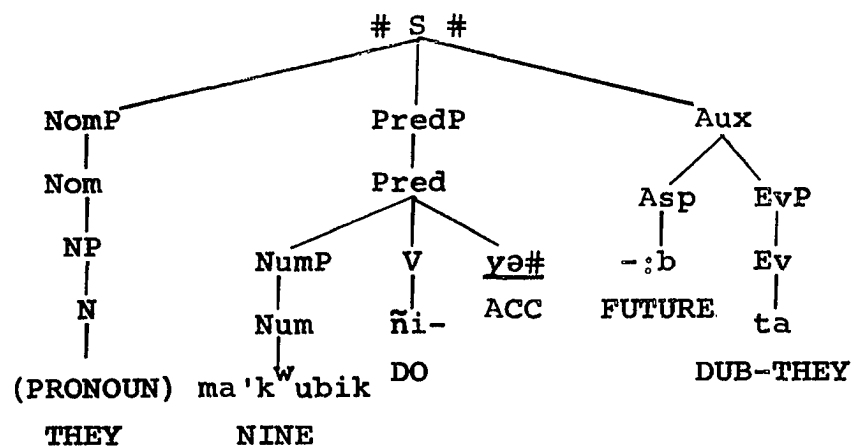 # S #
NomP PredP Aux
Nom Pred Asp EvP
NP NumP V yə# -:b Ev
N Num ñi- ACC FUTURE ta
(PRONOUN) ma'kʷubik DO DUB-THEY
THEY NINE